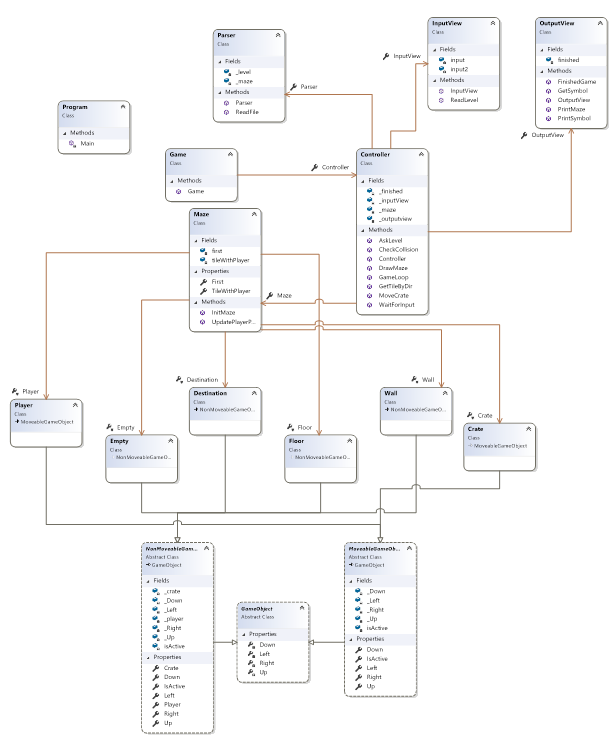 Parser
Class
Fields
_level
_maze
Methods
Parser
ReadFile
InputView
Class
Fields
input
input2
Methods
InputView
ReadLevel
OutputView
Class
Fields
finished
Methods
FinishedGame
GetSymbol
OutputView
PrintMaze
PrintSymbol
InputView
Parser
OutputView
Program
Class
Methods
Main
Game
Class
Methods
Game
Controller
Controller
Class
Fields
_finished
_inputView
_maze
_outputview
Methods
AskLevel
CheckCollision
Controller
DrawMaze
GameLoop
GetTileByDir
MoveCrate
WaitForInput
Maze
Class
Fields
first
tileWithPlayer
Properties
First
TileWithPlayer
Methods
InitMaze
UpdatePlayerP...
Maze
Player
Destination
Wall
Empty
Floor
Crate
Player
Class
MoveableGameObject
Destination
Class
NonMoveableGameO...
Wall
Class
NonMoveableGameO...
Empty
Class
NonMoveableGameO...
Floor
Class
NonMoveableGameO...
Crate
Class
MoveableGameObject
NonMoveableGam...
Abstract Class
GameObject
Fields
_crate
_Down
_Left
_player
_Right
_Up
isActive
Properties
Crate
Down
IsActive
Left
Player
Right
Up
GameObject
Abstract Class
Properties
Down
Left
Right
Up
MoveableGameOb...
Abstract Class
GameObject
Fields
_Down
_Left
_Right
_Up
isActive
Properties
Down
IsActive
Left
Right
Up